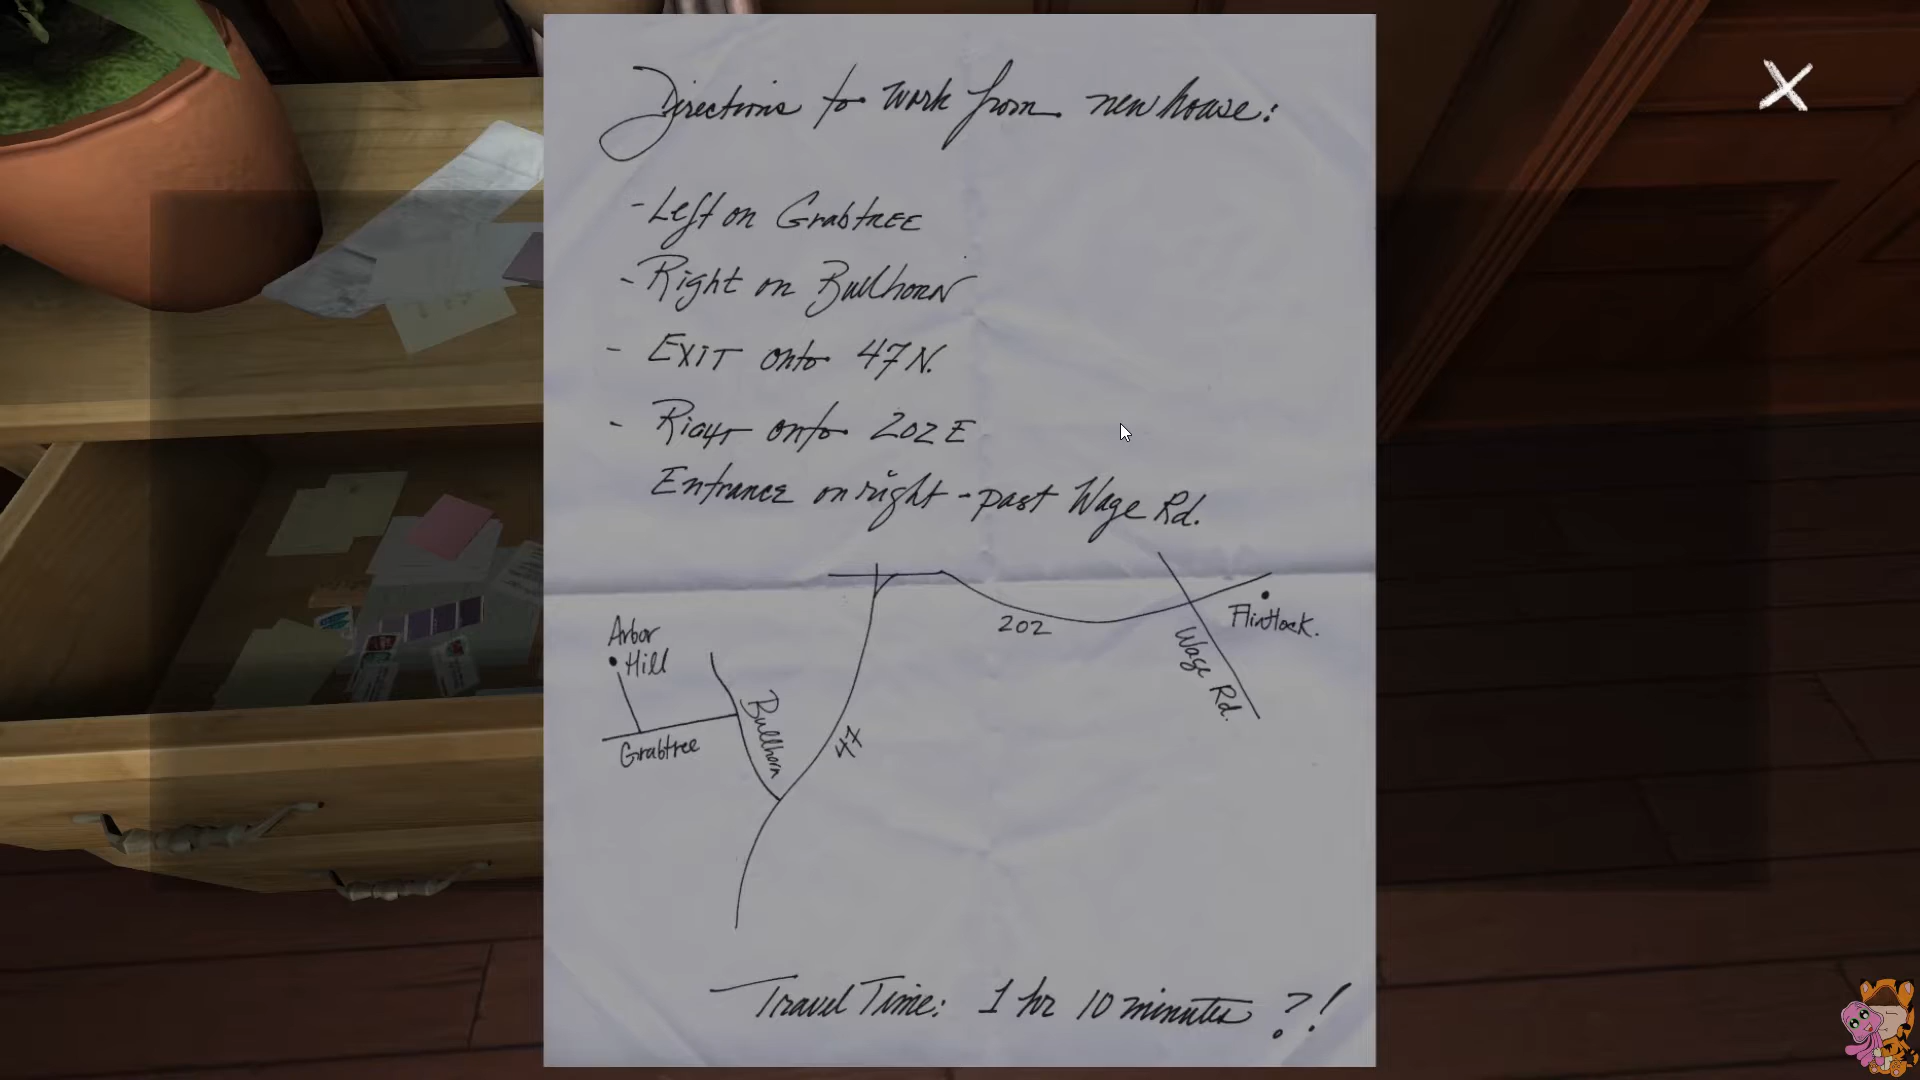 Directions to work from new house:
- Left on Grabtree
- Right on Bullhorn
- Exit onto 47 N.
- Right onto 202 E
Entrance on right - past Wage Rd.
Arbor
Hill
Grabtree
Bullhorn
47
202
Wage Rd.
Flintlock.
Travel Time: 1 hr 10 minutes ?!